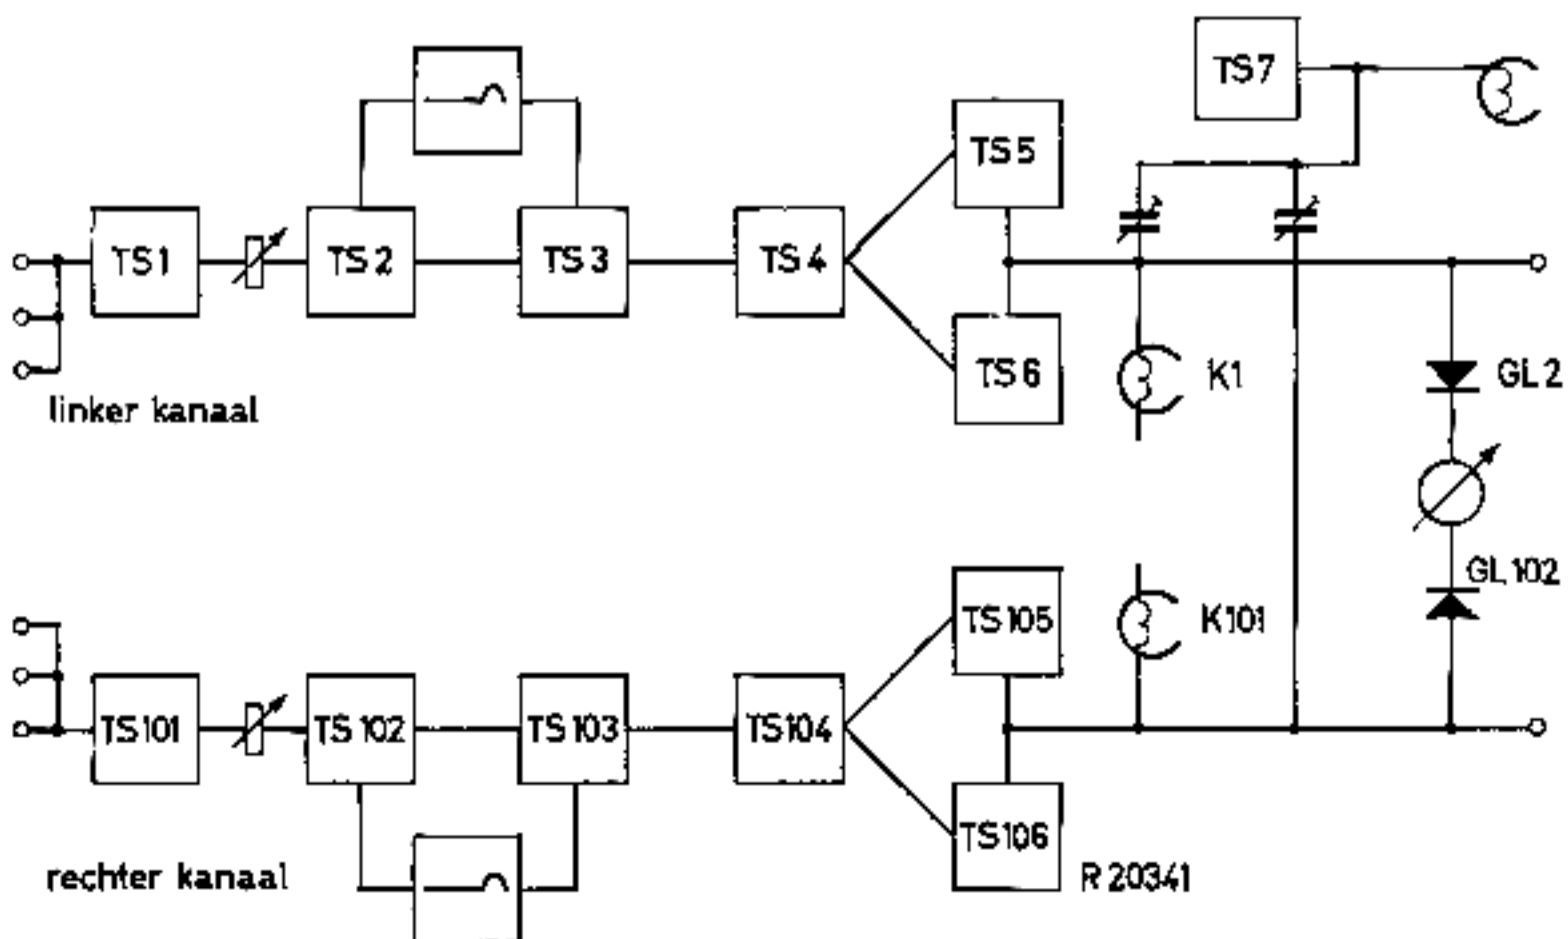 TS7
TS5
TS1
TS2
TS3
TS4
TS6
K1
GL2
linker kanaal
GL102
TS105
K101
TS101
TS102
TS103
TS104
TS106
rechter kanaal
R20341